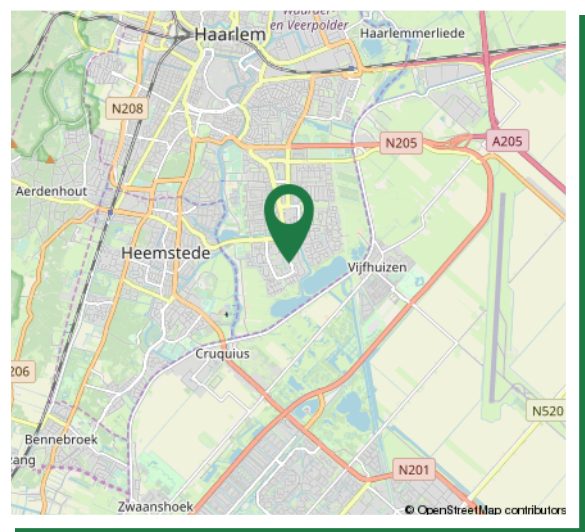 Waarder-
en Veerpolder
Haarlem
Haarlemmerliede
N208
N205
A205
Aerdenhout
Heemstede
Vijfhuizen
Cruquius
206
N520
Bennebroek
zang
N201
Zwaanshoek
© OpenStreetMap contributors